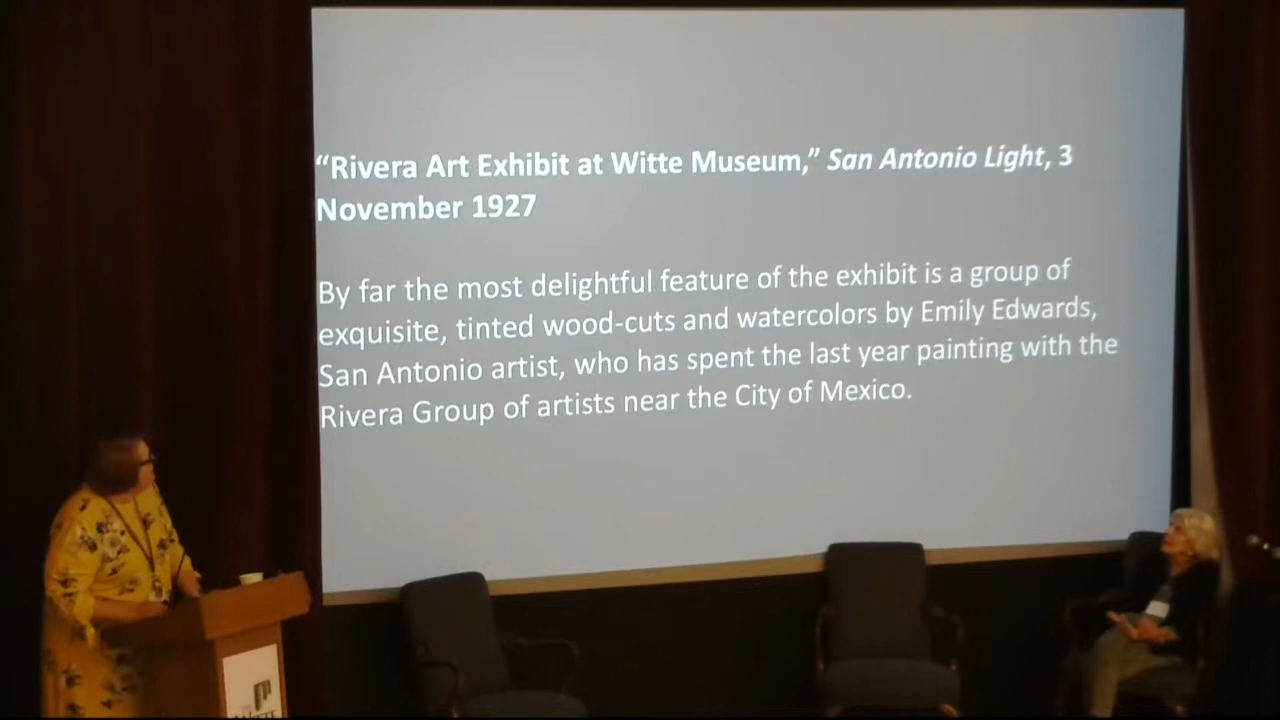 “Rivera Art Exhibit at Witte Museum,” San Antonio Light, 3
November 1927
By far the most delightful feature of the exhibit is a group of
exquisite, tinted wood-cuts and watercolors by Emily Edwards,
San Antonio artist, who has spent the last year painting with the
Rivera Group of artists near the City of Mexico.